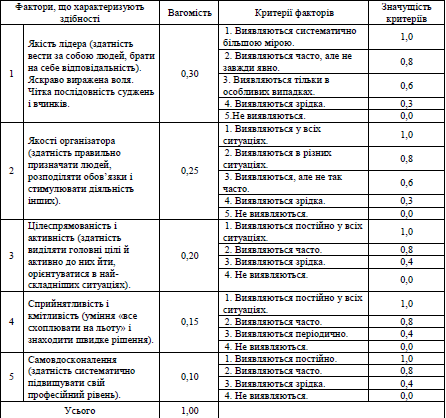 Фактори, що характеризують
здібності
Вагомість
Критерії факторів
Значущість
критеріїв
1
Якість лідера (здатність
вести за собою людей, брати
на себе відповідальність).
Яскраво виражена воля.
Чітка послідовність суджень
і вчинків.
0,30
1. Виявляються систематично
більшою мірою.
1,0
2. Виявляються часто, але не
завжди явно.
0,8
3. Виявляються тільки в
особливих випадках.
0,6
4. Виявляються зрідка.
0,3
5.Не виявляються.
0,0
2
Якості організатора
(здатність правильно
призначати людей,
розподіляти обов’язки і
стимулювати діяльність
інших).
0,25
1. Виявляються у усіх
ситуаціях.
1,0
2. Виявляються в різних
ситуаціях.
0,8
3. Виявляються, але не так
часто.
0,6
4. Виявляються зрідка.
0,3
5. Не виявляються.
0,0
3
Цілеспрямованість і
активність (здатність
виділяти головні цілі й
активно до них йти,
орієнтуватися в най-
складніших ситуаціях).
0,20
1. Виявляються постійно у всіх
ситуаціях.
1,0
2. Виявляються часто.
0,8
3. Виявляються зрідка.
0,4
4. Не виявляються.
0,0
4
Сприйнятливість і
кмітливість (уміння «все
схоплювати на льоту» і
знаходити швидке рішення).
0,15
1. Виявляються постійно у всіх
ситуаціях.
1,0
2. Виявляються часто.
0,8
3. Виявляються періодично.
0,4
4. Не виявляються.
0,0
5
Самовдосконалення
(здатність систематично
підвищувати свій
професійний рівень).
0,10
1. Виявляються постійно.
1,0
2. Виявляються часто.
0,8
3. Виявляються зрідка.
0,4
4. Не виявляються.
0,0
Усього
1,00